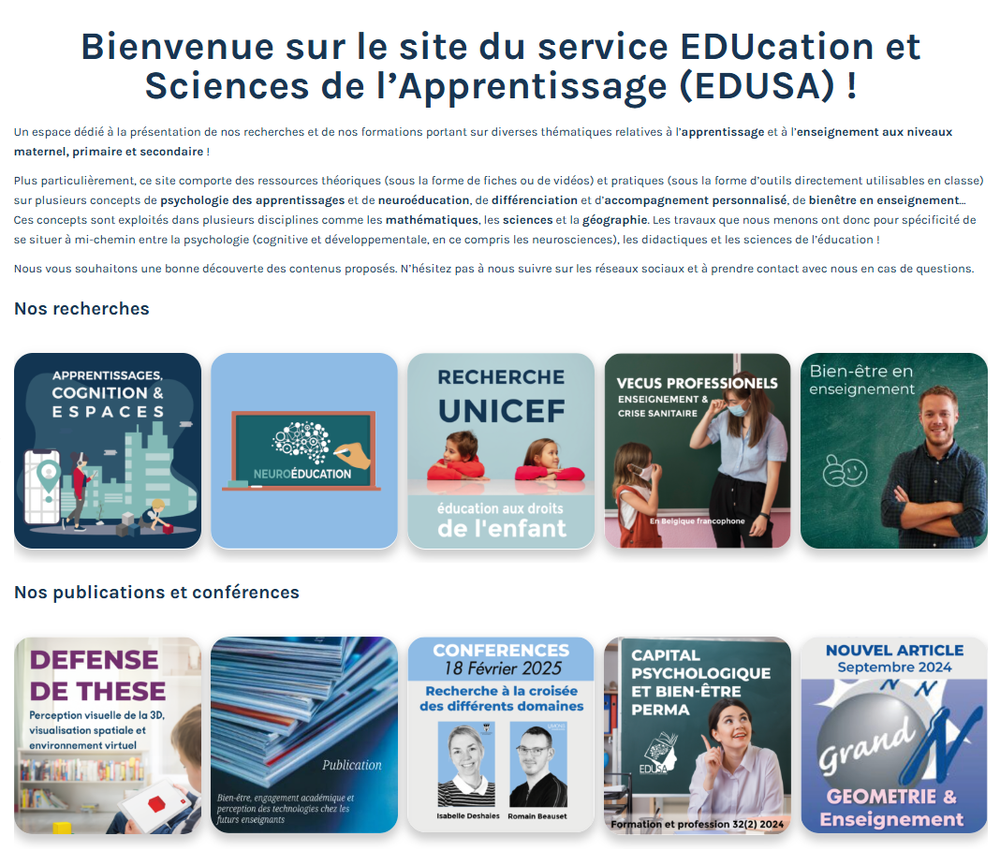 Bienvenue sur le site du service EDUcation et
Sciences de l’Apprentissage (EDUSA) !
Un espace dédié à la présentation de nos recherches et de nos formations portant sur diverses thématiques relatives à l’apprentissage et à l’enseignement aux niveaux
maternel, primaire et secondaire !
Plus particulièrement, ce site comporte des ressources théoriques (sous la forme de fiches ou de vidéos) et pratiques (sous la forme d’outils directement utilisables en classe)
sur plusieurs concepts de psychologie des apprentissages et de neuroéducation, de différenciation et d’accompagnement personnalisé, de bienêtre en enseignement…
Ces concepts sont exploités dans plusieurs disciplines comme les mathématiques, les sciences et la géographie. Les travaux que nous menons ont donc pour spécificité de
se situer à mi-chemin entre la psychologie (cognitive et développementale, en ce compris les neurosciences), les didactiques et les sciences de l’éducation !
Nous vous souhaitons une bonne découverte des contenus proposés. N’hésitez pas à nous suivre sur les réseaux sociaux et à prendre contact avec nous en cas de questions.
Nos recherches
APPRENTISSAGES,
COGNITION &
ESPACES
NEUROÉDUCATION
RECHERCHE
UNICEF
éducation aux droits
de l'enfant
VECUS PROFESSIONELS
ENSEIGNEMENT &
CRISE SANITAIRE
En Belgique francophone
Bien-être en
enseignement
Nos publications et conférences
DEFENSE
DE THESE
Perception visuelle de la 3D,
visualisation spatiale et
environnement virtuel
Publication
Bien-être, engagement académique et
perception des technologies chez les
futurs enseignants
CONFERENCES
18 Février 2025
Recherche à la croisée
des différents domaines
Isabelle Deshaies Romain Beauset
CAPITAL
PSYCHOLOGIQUE
ET BIEN-ÊTRE
PERMA
EDUSA
Formation et profession 32(2) 2024
NOUVEL ARTICLE
Septembre 2024
N N
Grand N
GEOMETRIE &
Enseignement